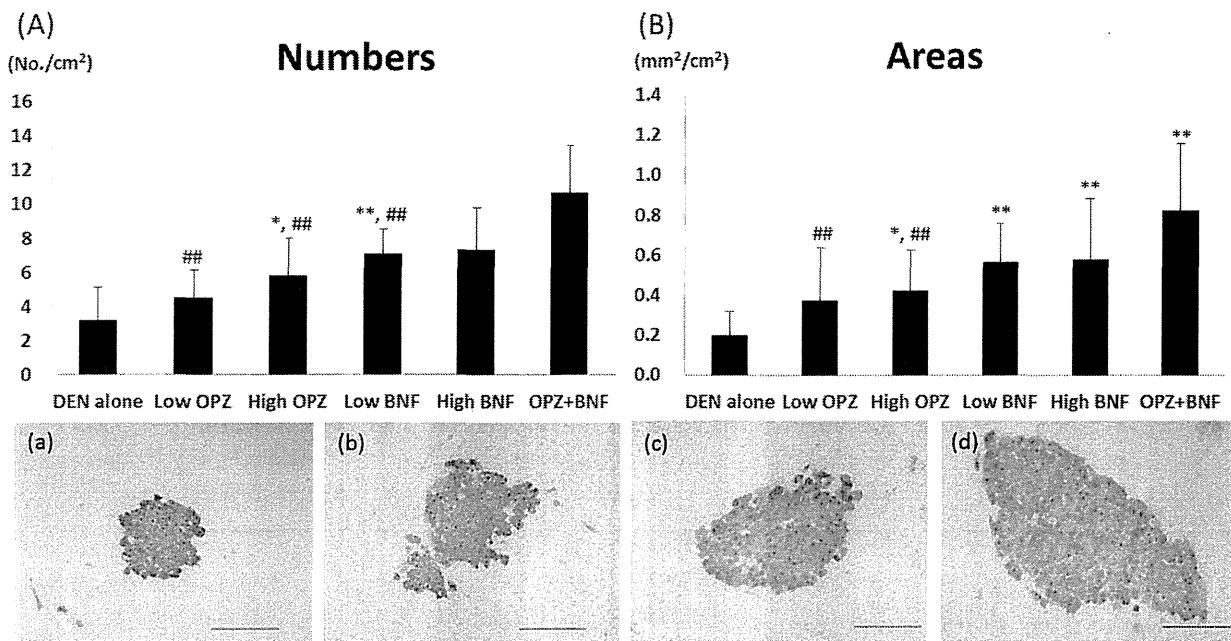 (A)
(No./cm²)
Numbers
16
14
12
10
8
6
4
2
0
##
*, ##
**, ##
DEN alone Low OPZ High OPZ Low BNF High BNF OPZ+BNF
(B)
(mm²/cm²)
Areas
1.4
1.2
1.0
0.8
0.6
0.4
0.2
0.0
##
*, ##
**
**
**
DEN alone Low OPZ High OPZ Low BNF High BNF OPZ+BNF
(a)
(b)
(c)
(d)